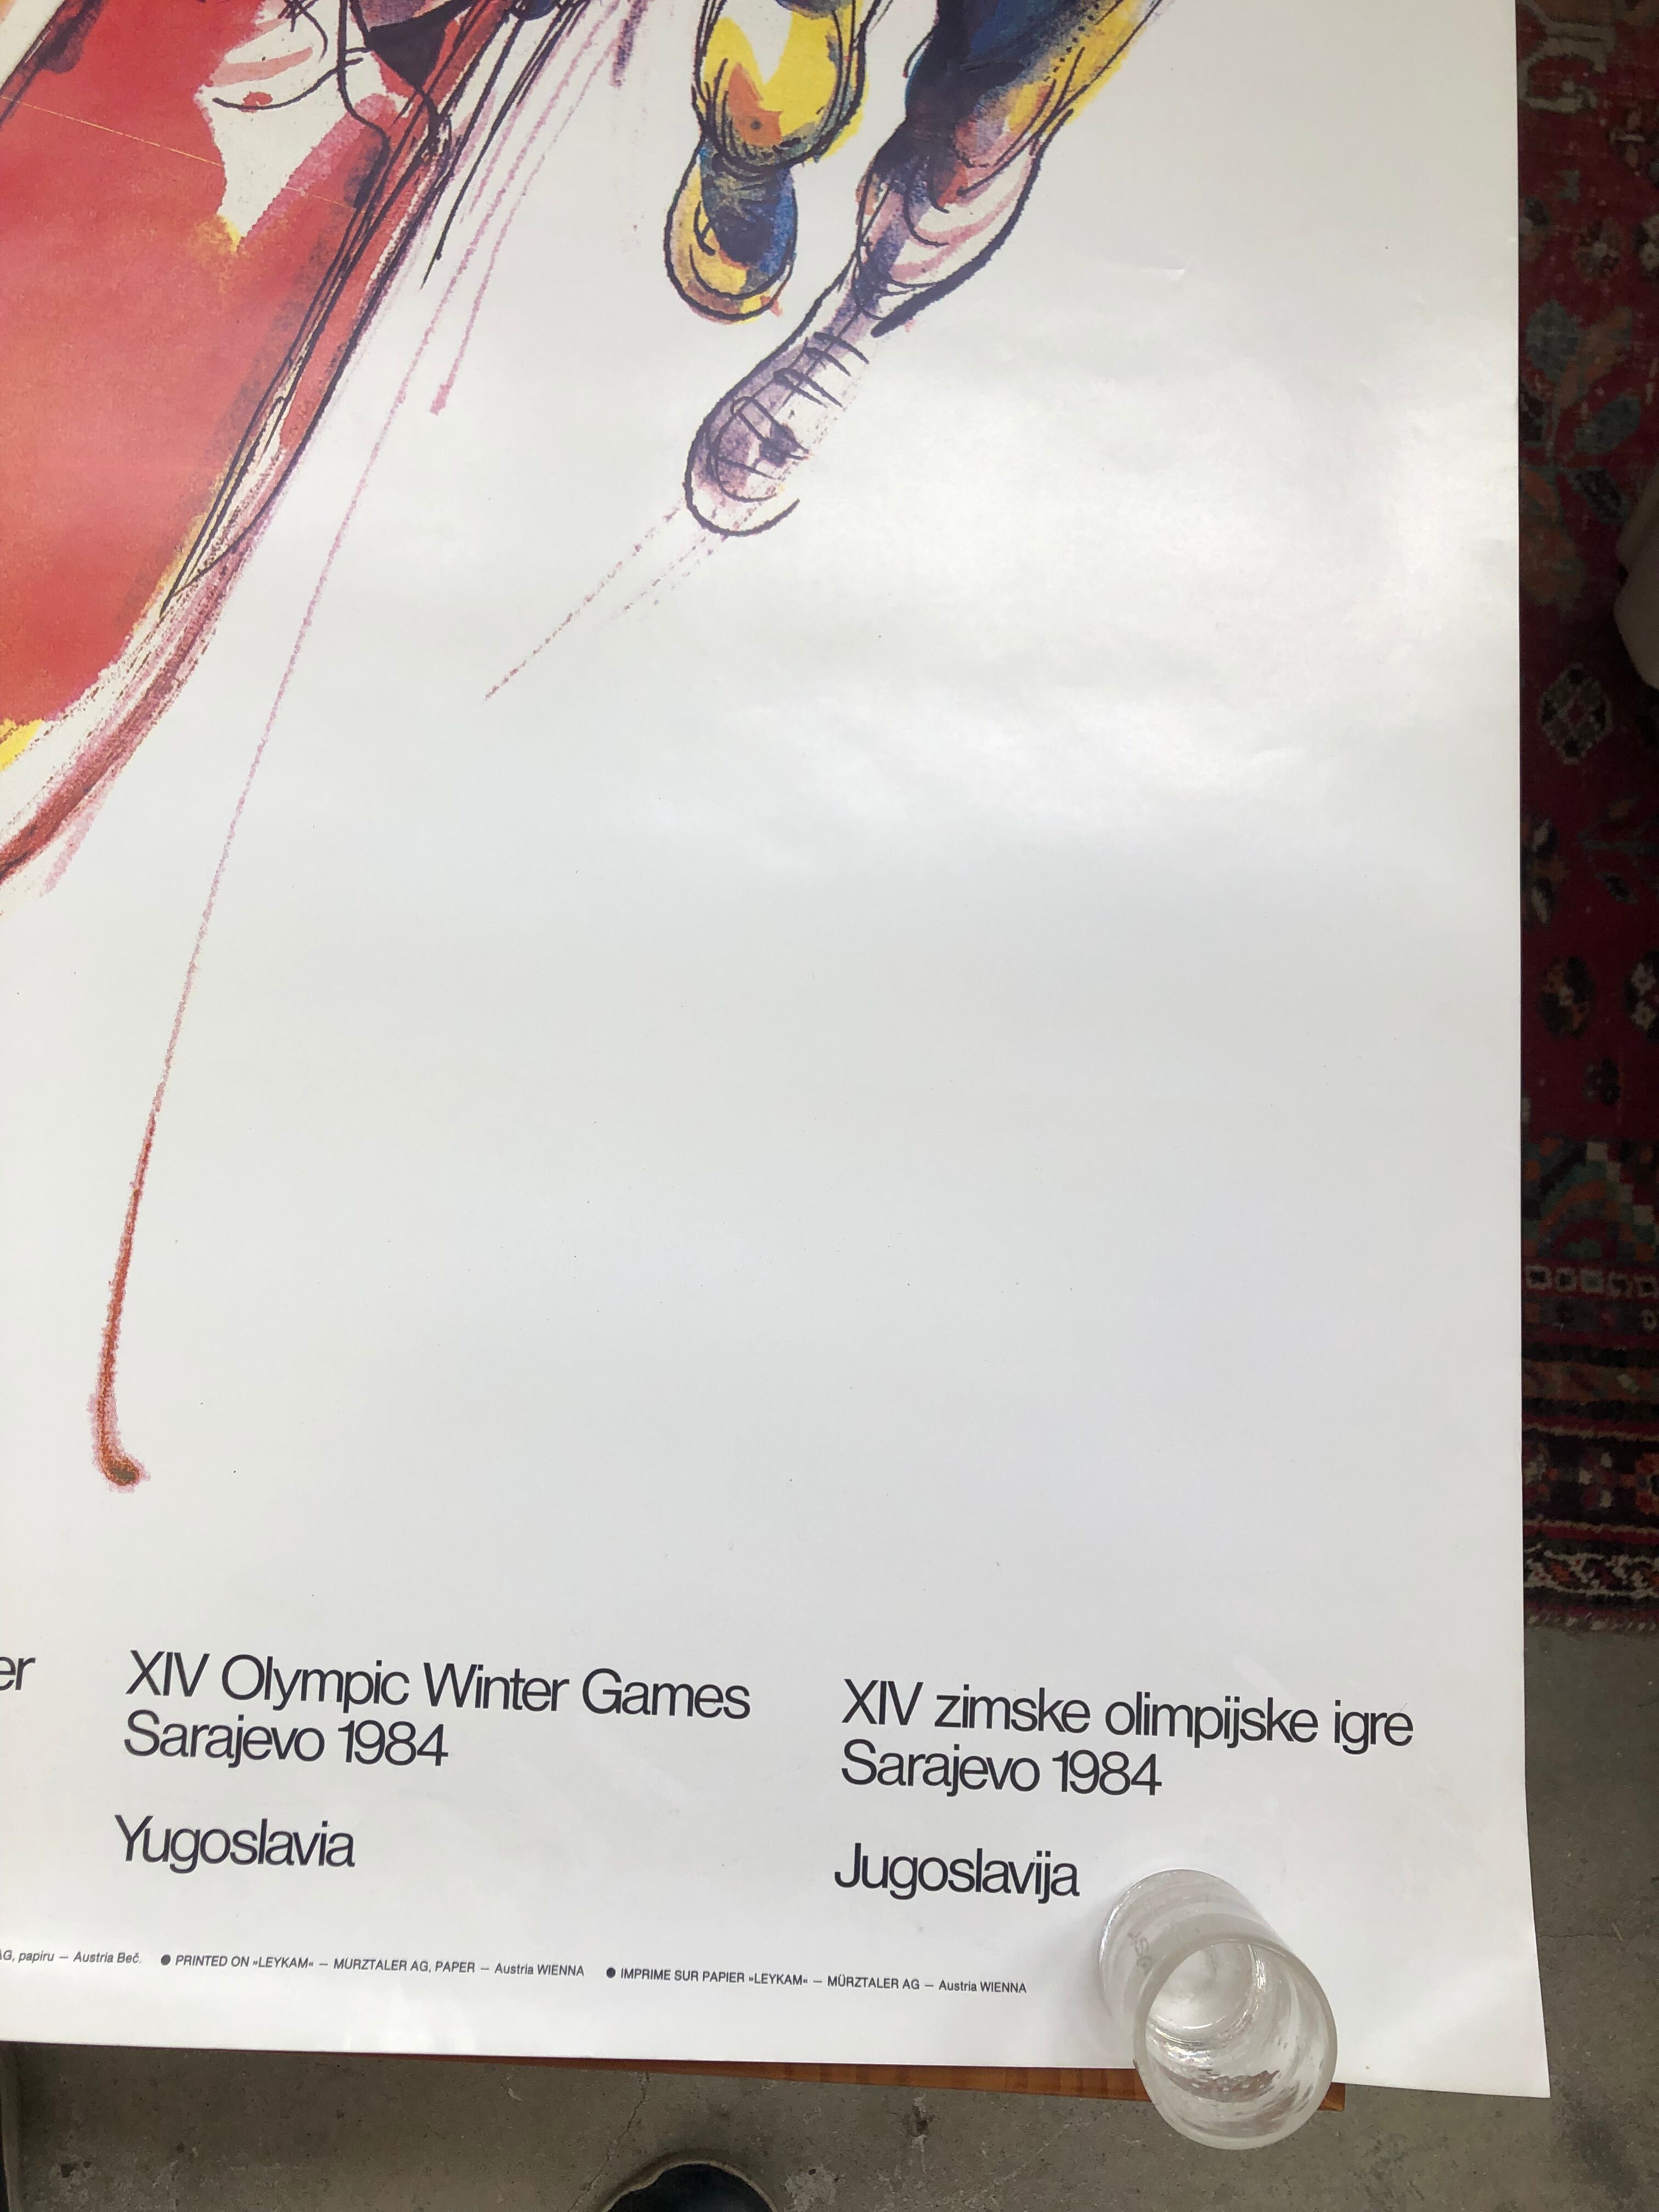 er
XIV Olympic Winter Games
Sarajevo 1984
Yugoslavia
XIV zimske olimpijske igre
Sarajevo 1984
Jugoslavija
AG, papiru — Austria Beč. ● PRINTED ON »LEYKAM« — MÜRZTALER AG, PAPER — Austria WIENNA ● IMPRIME SUR PAPIER »LEYKAM« — MÜRZTALER AG — Austria WIENNA